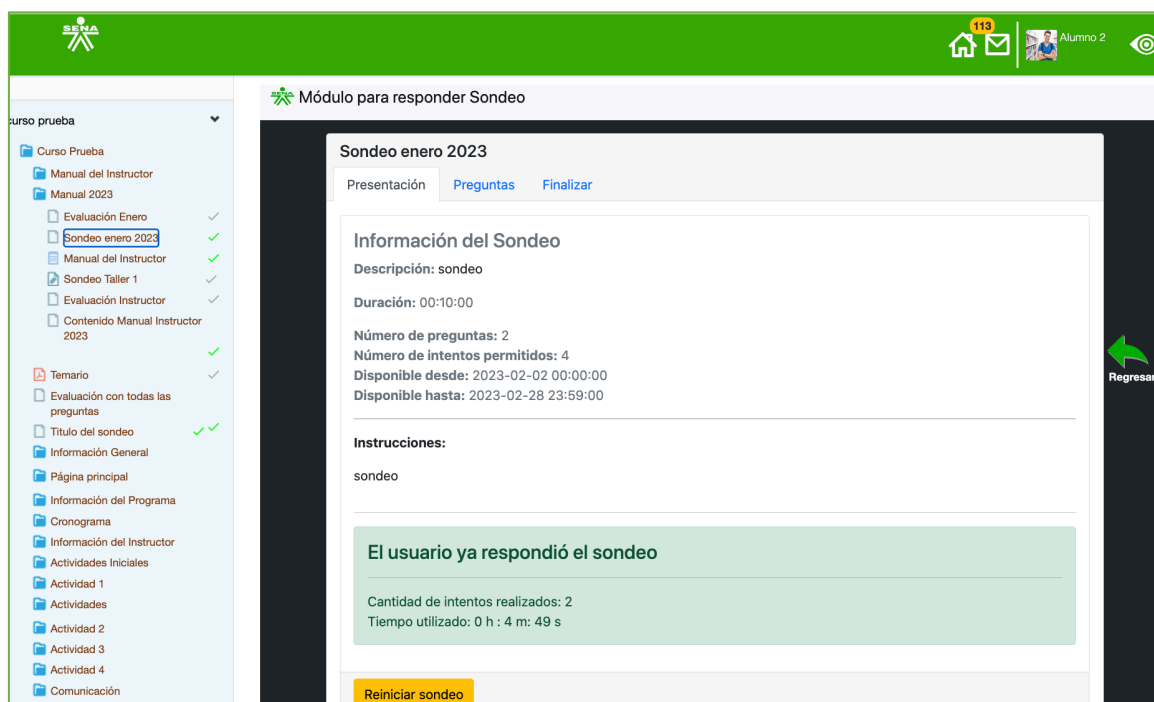 SENA
113
Alumno 2
SENA Módulo para responder Sondeo
curso prueba
Curso Prueba
Manual del Instructor
Manual 2023
Evaluación Enero
Sondeo enero 2023
Manual del Instructor
Sondeo Taller 1
Evaluación Instructor
Contenido Manual Instructor
2023
Temario
Evaluación con todas las
preguntas
Titulo del sondeo
Información General
Página principal
Información del Programa
Cronograma
Información del Instructor
Actividades Iniciales
Actividad 1
Actividades
Actividad 2
Actividad 3
Actividad 4
Comunicación
Sondeo enero 2023
Presentación Preguntas Finalizar
Información del Sondeo
Descripción: sondeo
Duración: 00:10:00
Número de preguntas: 2
Número de intentos permitidos: 4
Disponible desde: 2023-02-02 00:00:00
Disponible hasta: 2023-02-28 23:59:00
Instrucciones:
sondeo
El usuario ya respondió el sondeo
Cantidad de intentos realizados: 2
Tiempo utilizado: 0 h : 4 m: 49 s
Reiniciar sondeo
Regresar